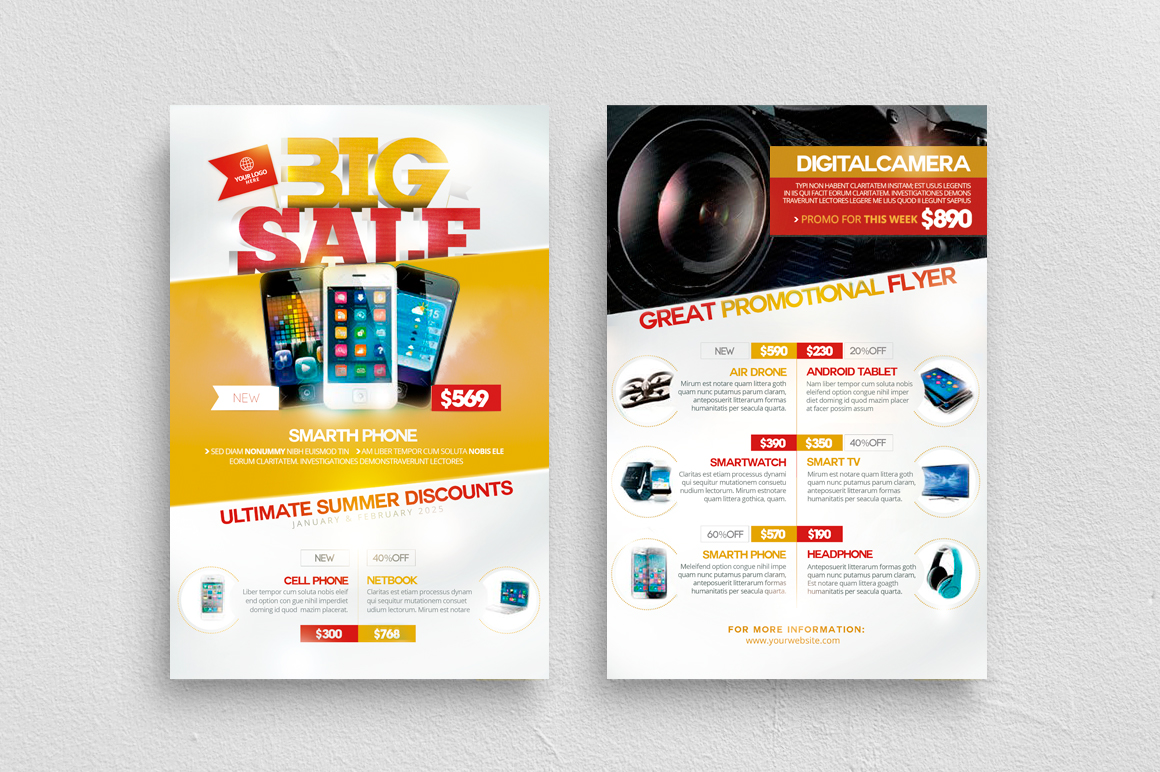 YOUR LOGO
HERE
BIG
SALE
NEW
$569
SMARTH PHONE
SED DIAM NONUMMY NIBH EUISMOD TIN AM LIBER TEMPOR CUM SOLUTA NOBIS ELE
EORUM CLARITATEM. INVESTIGATIONES DEMONSTRAVERUNT LECTORES
ULTIMATE SUMMER DISCOUNTS
JANUARY & FEBRUARY 2025
NEW
40%OFF
CELL PHONE
Liber tempor cum soluta nobis eleif
end option con gue nihil imperdiet
doming id quod mazim placerat.
NETBOOK
Claritas est etiam processus dynam
qui sequitur mutationem consuet
udium lectorum. Mirum est notare
$300
$768
DIGITALCAMERA
TYPI NON HABENT CLARITATEM INSITAM; EST USUS LEGENTIS
IN IIS QUI FACIT EORUM CLARITATEM. INVESTIGATIONES DEMONS
TRAVERUNT LECTORES LEGERE ME LIUS QUOD II LEGUNT SAEPIUS
> PROMO FOR THIS WEEK $890
GREAT PROMOTIONAL FLYER
NEW
$590
$230
20%OFF
AIR DRONE
Mirum est notare quam littera goth
quam nunc putamus parum claram,
anteposuerit litterarum formas
humanitatis per seacula quarta.
ANDROID TABLET
Nam liber tempor cum soluta nobis
eleifend option congue nihil impe
diet doming id quod mazim placerat
at facer possim assum
$390
$350
40%OFF
SMARTWATCH
Claritas est etiam processus dynami
qui sequitur mutationem consuetu
nudium lectorum. Mirum estnotare
quam littera gothica, quam.
SMART TV
Mirum est notare quam littera goth
quam nunc putamus parum claram,
anteposuerit litterarum formas
humanitatis per seacula quarta.
60%OFF
$570
$190
SMARTH PHONE
Meleifend option congue nihil impe
quam nunc putamus parum claram,
anteposuerit litterarum formas
humanitatis per seacula quarta.
HEADPHONE
Anteposuerit litterarum formas hum
quam nunc putamus parum claram,
Est notare quam littera goagth
humanitatis per seacula quarta.
FOR MORE INFORMATION:
www.yourwebsite.com